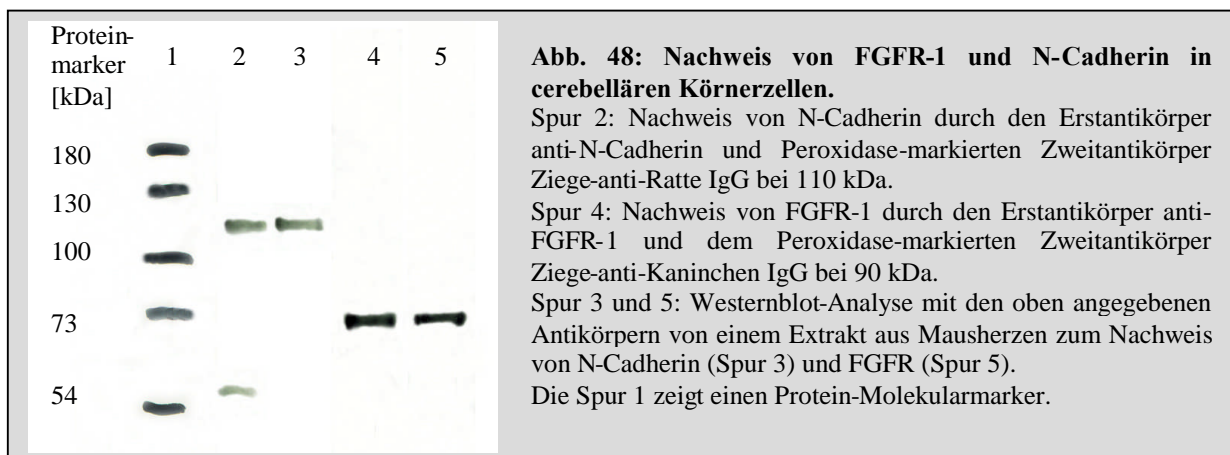 Protein-
marker 1 2 3 4 5
[kDa]
180
130
100
73
54
Abb. 48: Nachweis von FGFR-1 und N-Cadherin in
cerebellären Körnerzellen.
Spur 2: Nachweis von N-Cadherin durch den Erstantikörper
anti-N-Cadherin und Peroxidase-markierten Zweitantikörper
Ziege-anti-Ratte IgG bei 110 kDa.
Spur 4: Nachweis von FGFR-1 durch den Erstantikörper anti-
FGFR-1 und dem Peroxidase-markierten Zweitantikörper
Ziege-anti-Kaninchen IgG bei 90 kDa.
Spur 3 und 5: Westernblot-Analyse mit den oben angegebenen
Antikörpern von einem Extrakt aus Mausherzen zum Nachweis
von N-Cadherin (Spur 3) und FGFR (Spur 5).
Die Spur 1 zeigt einen Protein-Molekularmarker.